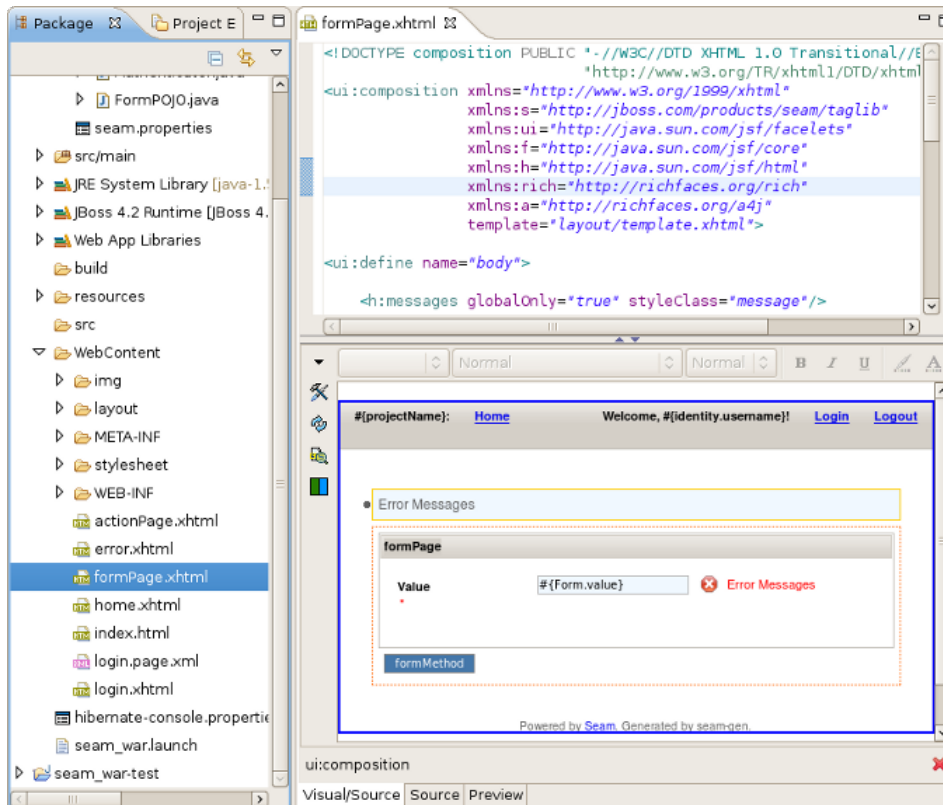 Package
Project E
FormPOJO.java
seam.properties
src/main
JRE System Library [java-1.
JBoss 4.2 Runtime [JBoss 4.
Web App Libraries
build
resources
src
WebContent
img
layout
META-INF
stylesheet
WEB-INF
actionPage.xhtml
error.xhtml
formPage.xhtml
home.xhtml
index.html
login.page.xml
login.xhtml
hibernate-console.propertie
seam_war.launch
seam_war-test
formPage.xhtml
<!DOCTYPE composition PUBLIC "-//W3C//DTD XHTML 1.0 Transitional//E
"http://www.w3.org/TR/xhtml1/DTD/xhtml
<ui:composition xmlns="http://www.w3.org/1999/xhtml"
xmlns:s="http://jboss.com/products/seam/taglib"
xmlns:ui="http://java.sun.com/jsf/facelets"
xmlns:f="http://java.sun.com/jsf/core"
xmlns:h="http://java.sun.com/jsf/html"
xmlns:rich="http://richfaces.org/rich"
xmlns:a="http://richfaces.org/a4j"
template="layout/template.xhtml">
<ui:define name="body">
<h:messages globalOnly="true" styleClass="message"/>
Normal Normal B I U A
#{projectName}: Home Welcome, #{identity.username}! Login Logout
Error Messages
formPage
Value #{Form.value} Error Messages
*
formMethod
Powered by Seam. Generated by seam-gen.
ui:composition
Visual/Source Source Preview